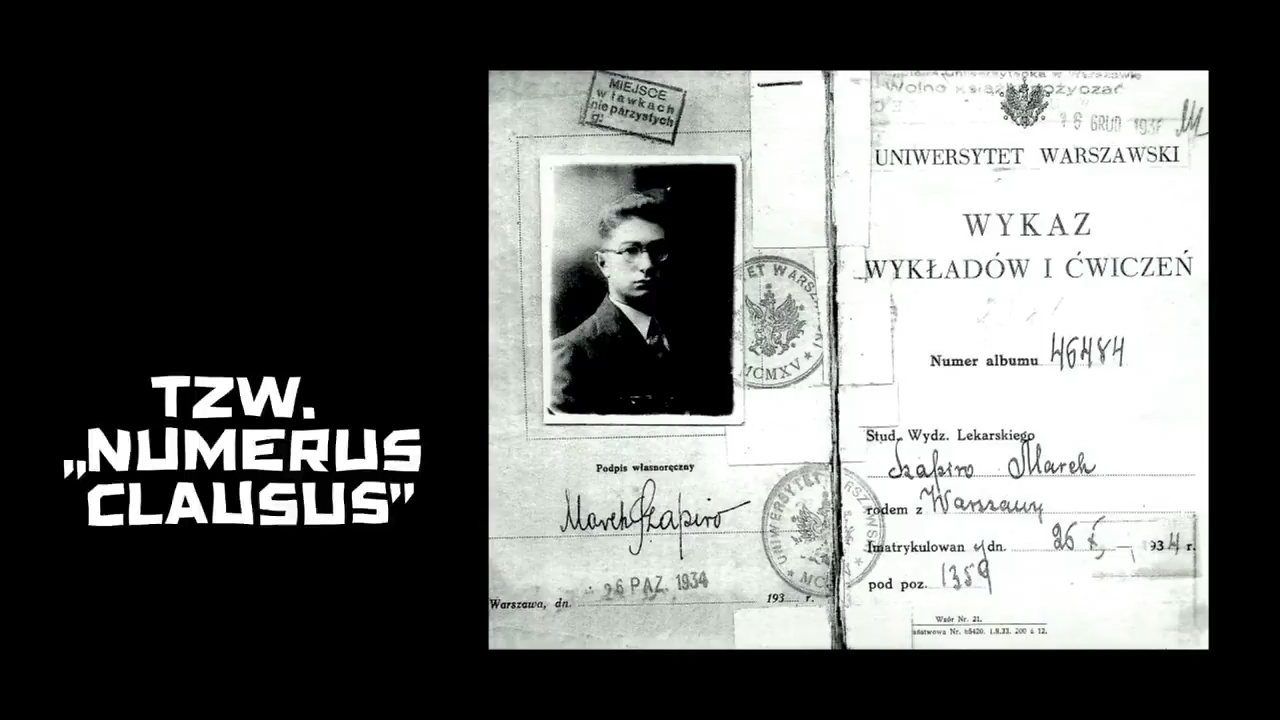 TZW.
„NUMERUS
CLAUSUS”
MIEJSCE
w ławkach
nieparzystych
UNIWERSYTET WARSZAWSKI
WYKAZ
WYKŁADÓW I ĆWICZEŃ
Numer albumu 46484
Stud. Wydz. Lekarskiego
Szapiro Marek
rodem z Warszawy
Imatrykulowan y dn. 26 X, — 1934 r.
pod poz. 1359
Wzór Nr. 21.
Podpis własnoręczny
Marek Szapiro
26 PAZ. 1934
Warszawa, dn. 193 r.
MCMXV